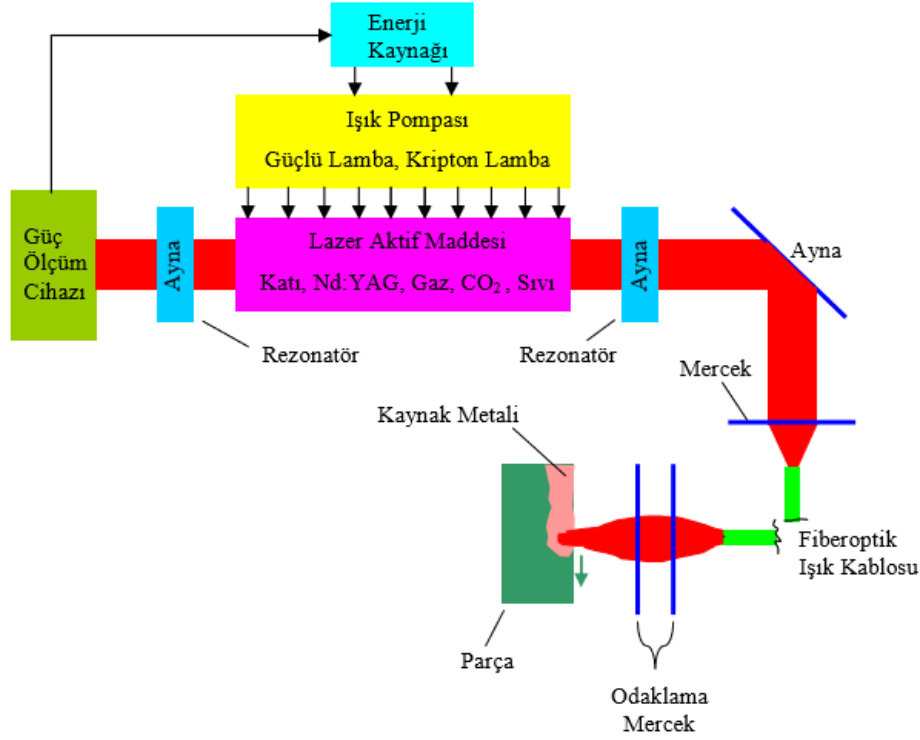 Enerji
Kaynağı
Işık Pompası
Güçlü Lamba, Kripton Lamba
Güç
Ölçüm
Cihazı
Ayna
Lazer Aktif Maddesi
Katı, Nd:YAG, Gaz, CO₂ , Sıvı
Ayna
Ayna
Rezonatör
Rezonatör
Mercek
Kaynak Metali
Fiberoptik
Işık Kablosu
Parça
Odaklama
Mercek